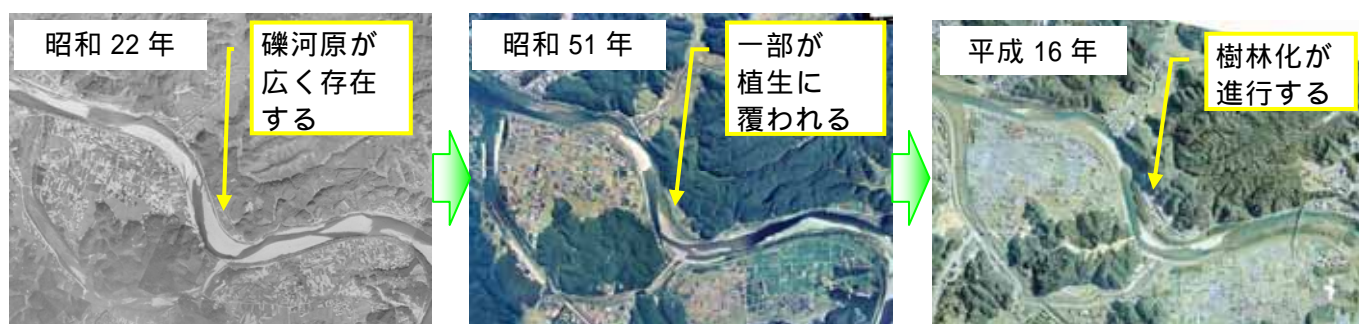 昭和 22 年
礫河原が
広く存在
する
昭和 51 年
一部が
植生に
覆われる
平成 16 年
樹林化が
進行する